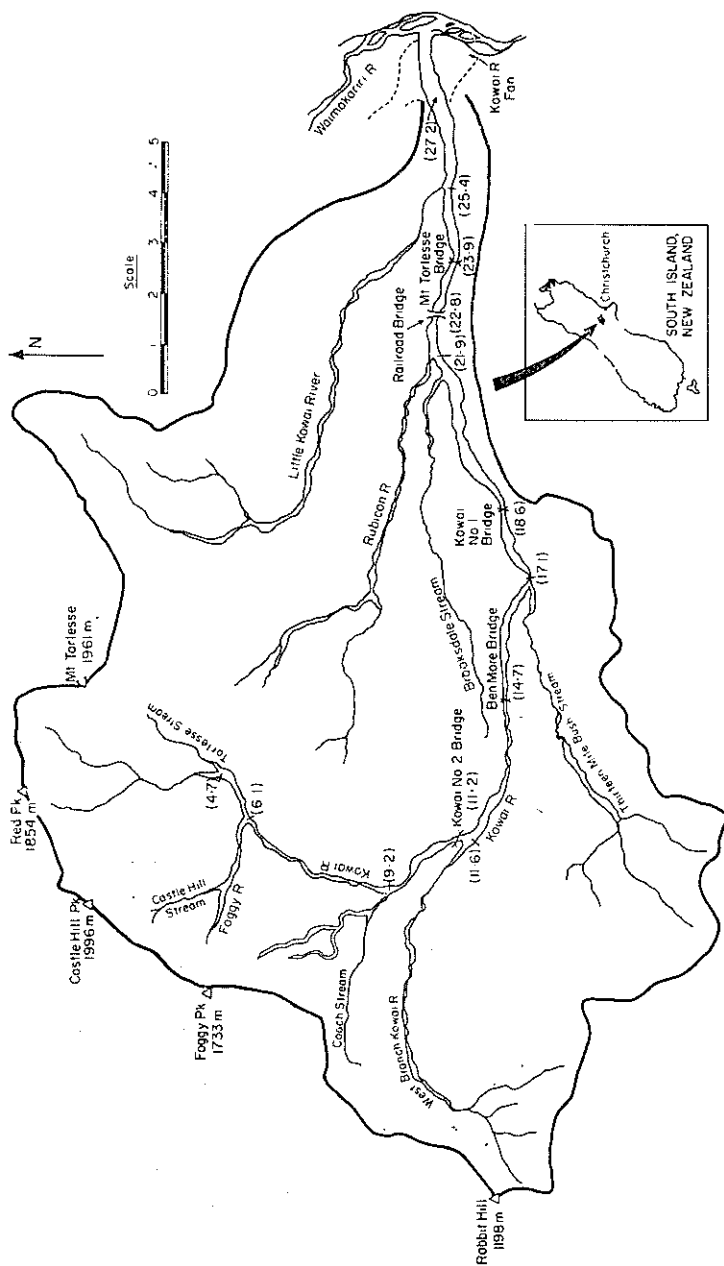 Red Pk
1854 m
Mt Torlesse
1961 m
Castle Hill Pk
1996 m
Foggy Pk
1733 m
Rabbit Hill
1198 m
N
Scale
0 1 2 3 4 5
Torlesse Stream
(4·7)
(6·1)
Castle Hill
Stream
Foggy R
Kowai R
(9·2)
Coach Stream
West Branch Kowai R
Kowai No 2 Bridge
(11·2)
(11·6)
Kowai R
Ben More Bridge
(14·7)
Thirteen Mile Bush Stream
(17·1)
Kowai
No 1
Bridge
(18·6)
Brooksdale Stream
Rubicon R
Little Kowai River
(21·9)
Railroad Bridge
(22·8)
Mt Torlesse
Bridge
(23·9)
(25·4)
(27·2)
Waimakariri R
Kowai R
Fan
Christchurch
SOUTH ISLAND,
NEW ZEALAND